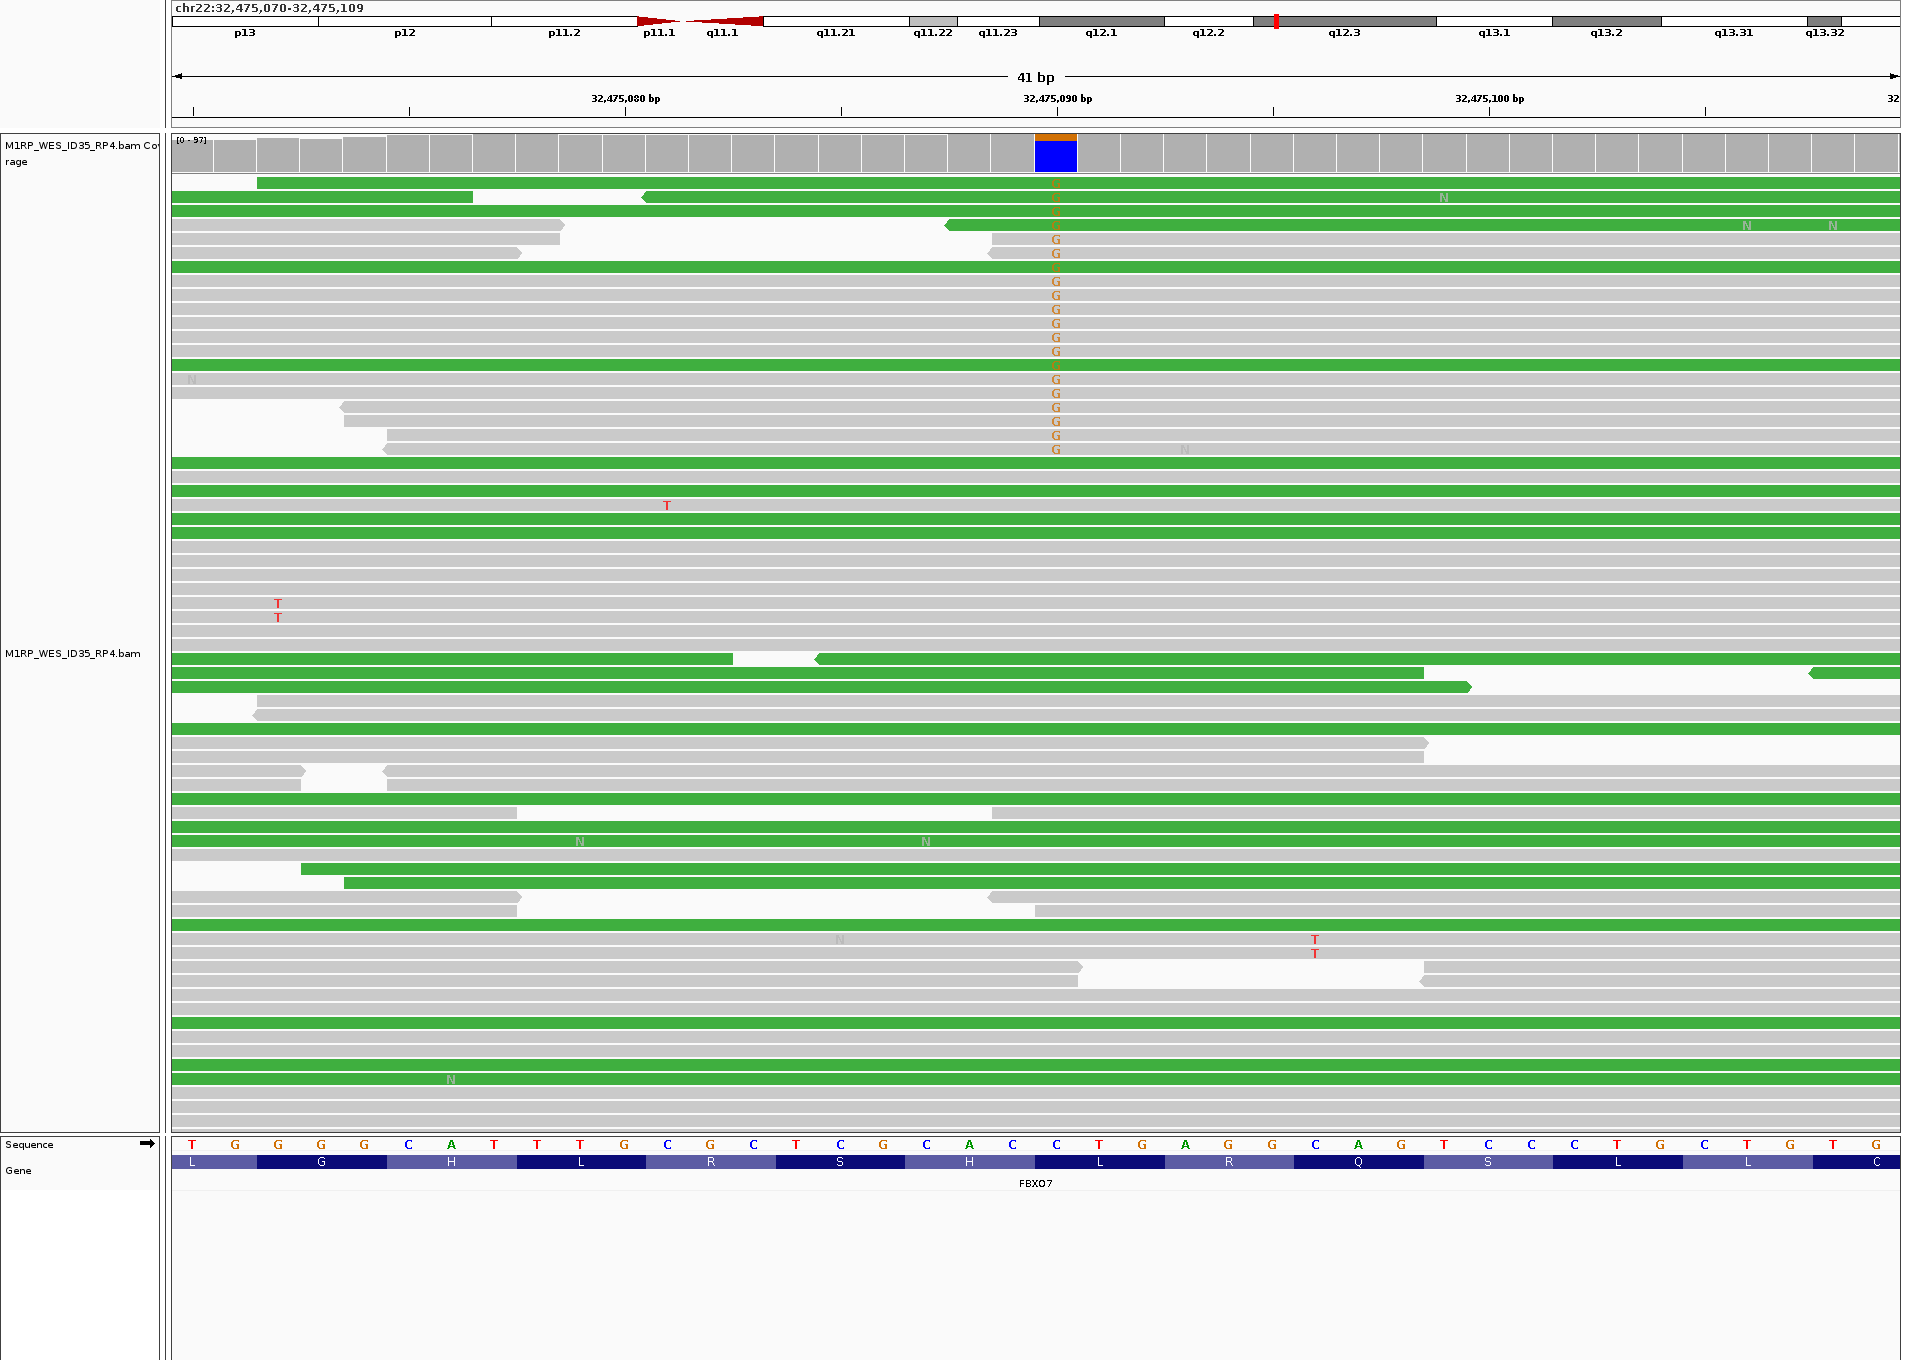 chr22:32,475,070-32,475,109
p13 p12 p11.2 p11.1 q11.1 q11.21 q11.22 q11.23 q12.1 q12.2 q12.3 q13.1 q13.2 q13.31 q13.32
41 bp
32,475,080 bp 32,475,090 bp 32,475,100 bp 32
M1RP_WES_ID35_RP4.bam Co
rage
[0 - 97]
G
N
N N
G
G
G
G
G
G
G
G
N G
G
G
G
G
G N
T
T
T
M1RP_WES_ID35_RP4.bam
N N
N T
T
N
Sequence T G G G G C A T T T G C G C T C G C A C C T G A G G C A G T C C C T G C T G T G
Gene L G H L R S H L R Q S L L C
FBXO7